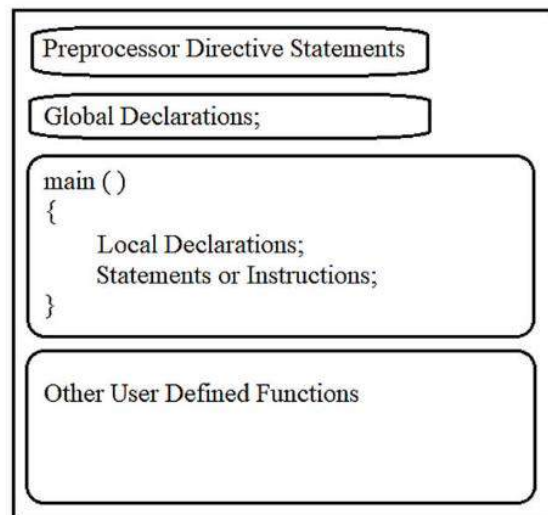 Preprocessor Directive Statements
Global Declarations;
main ( )
{
Local Declarations;
Statements or Instructions;
}
Other User Defined Functions